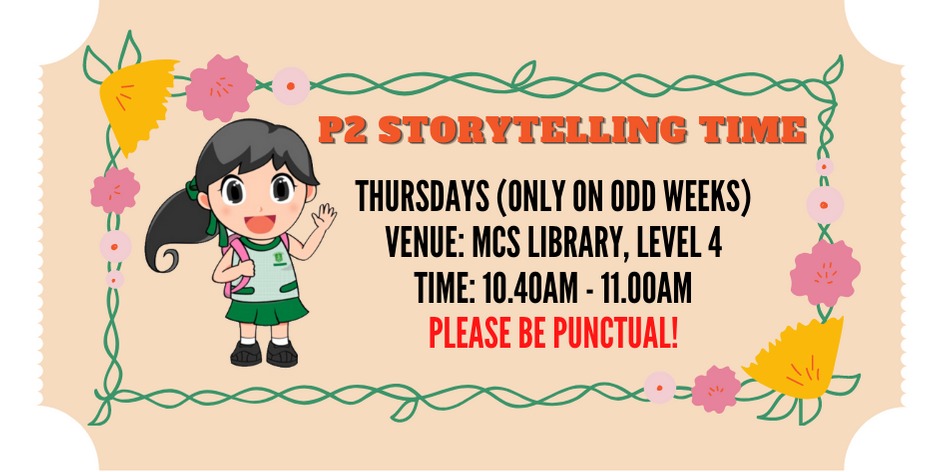 P2 STORYTELLING TIME
THURSDAYS (ONLY ON ODD WEEKS)
VENUE: MCS LIBRARY, LEVEL 4
TIME: 10.40AM - 11.00AM
PLEASE BE PUNCTUAL!